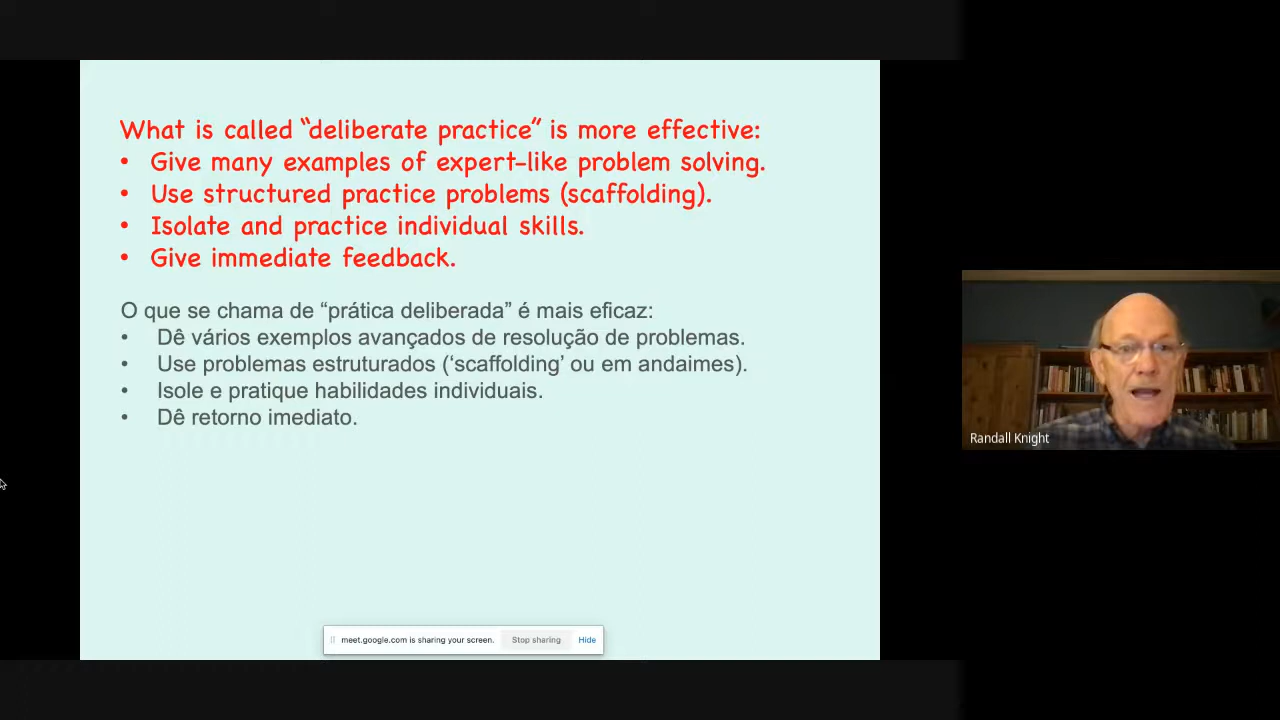 What is called “deliberate practice” is more effective:
• Give many examples of expert-like problem solving.
• Use structured practice problems (scaffolding).
• Isolate and practice individual skills.
• Give immediate feedback.
O que se chama de “prática deliberada” é mais eficaz:
• Dê vários exemplos avançados de resolução de problemas.
• Use problemas estruturados (‘scaffolding’ ou em andaimes).
• Isole e pratique habilidades individuais.
• Dê retorno imediato.
Randall Knight
meet.google.com is sharing your screen. Stop sharing Hide